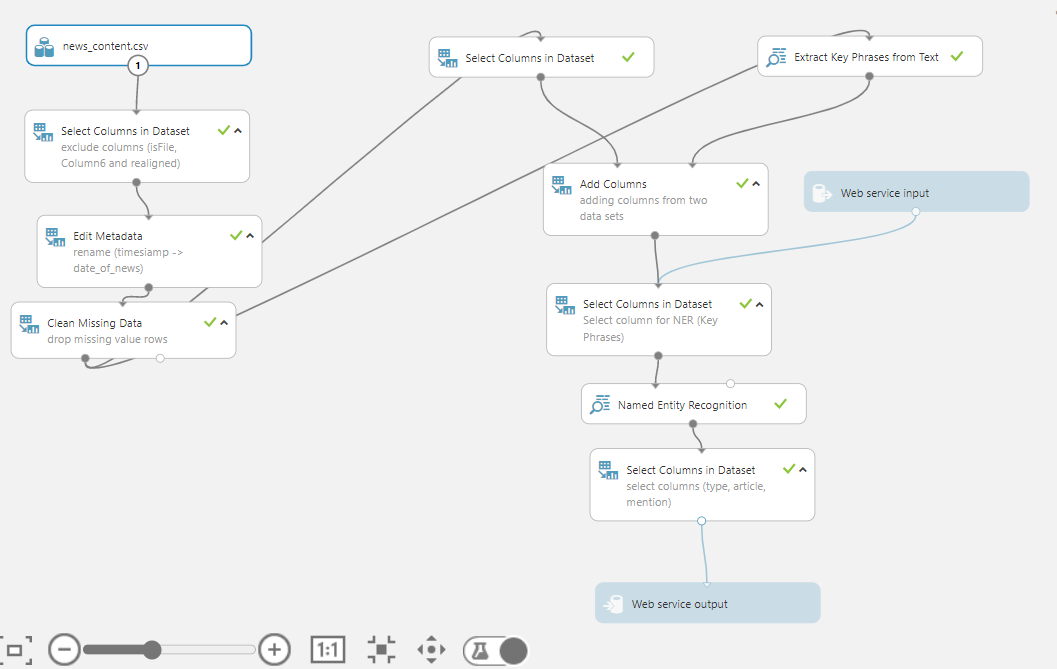 news_content.csv
1
Select Columns in Dataset
exclude columns (isFile,
Column6 and realigned)
Edit Metadata
rename (timesiamp ->
date_of_news)
Clean Missing Data
drop missing value rows
Select Columns in Dataset
Extract Key Phrases from Text
Add Columns
adding columns from two
data sets
Web service input
Select Columns in Dataset
Select column for NER (Key
Phrases)
Named Entity Recognition
Select Columns in Dataset
select columns (type, article,
mention)
Web service output
1:1